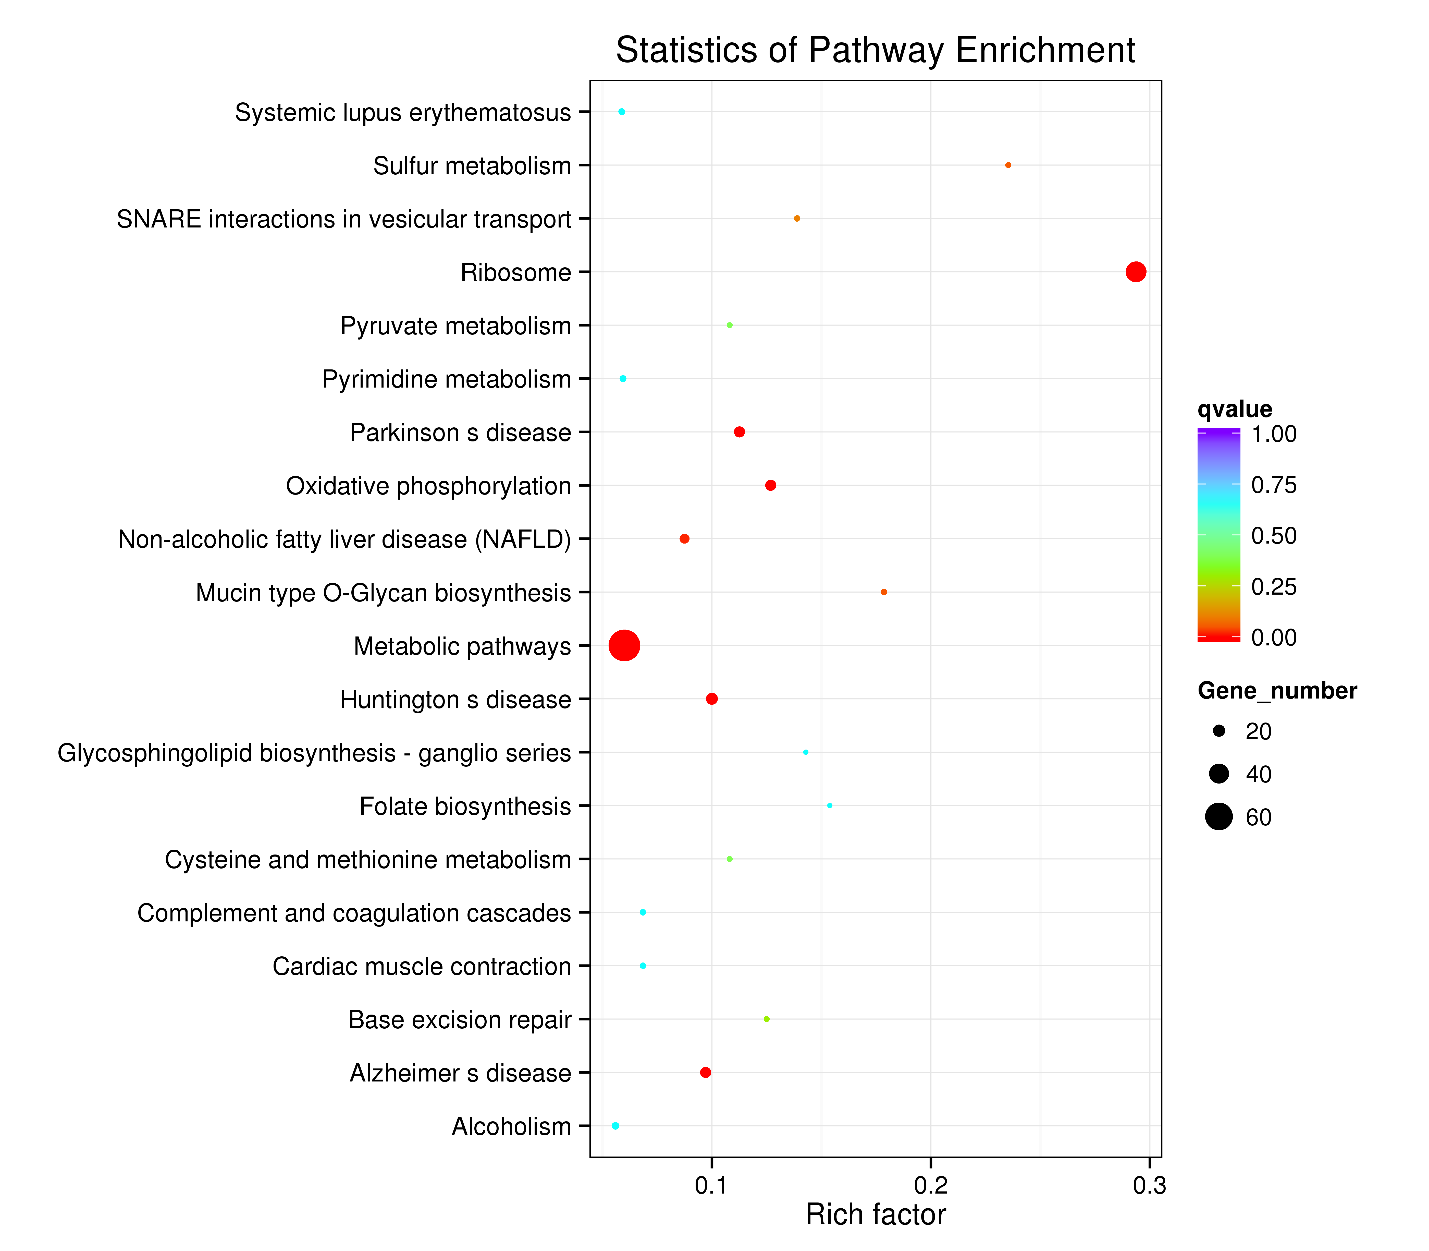 Statistics of Pathway Enrichment
Systemic lupus erythematosus
Sulfur metabolism
SNARE interactions in vesicular transport
Ribosome
Pyruvate metabolism
Pyrimidine metabolism
Parkinson s disease
Oxidative phosphorylation
Non-alcoholic fatty liver disease (NAFLD)
Mucin type O-Glycan biosynthesis
Metabolic pathways
Huntington s disease
Glycosphingolipid biosynthesis - ganglio series
Folate biosynthesis
Cysteine and methionine metabolism
Complement and coagulation cascades
Cardiac muscle contraction
Base excision repair
Alzheimer s disease
Alcoholism
0.1 0.2 0.3
Rich factor
qvalue
1.00
0.75
0.50
0.25
0.00
Gene_number
20
40
60